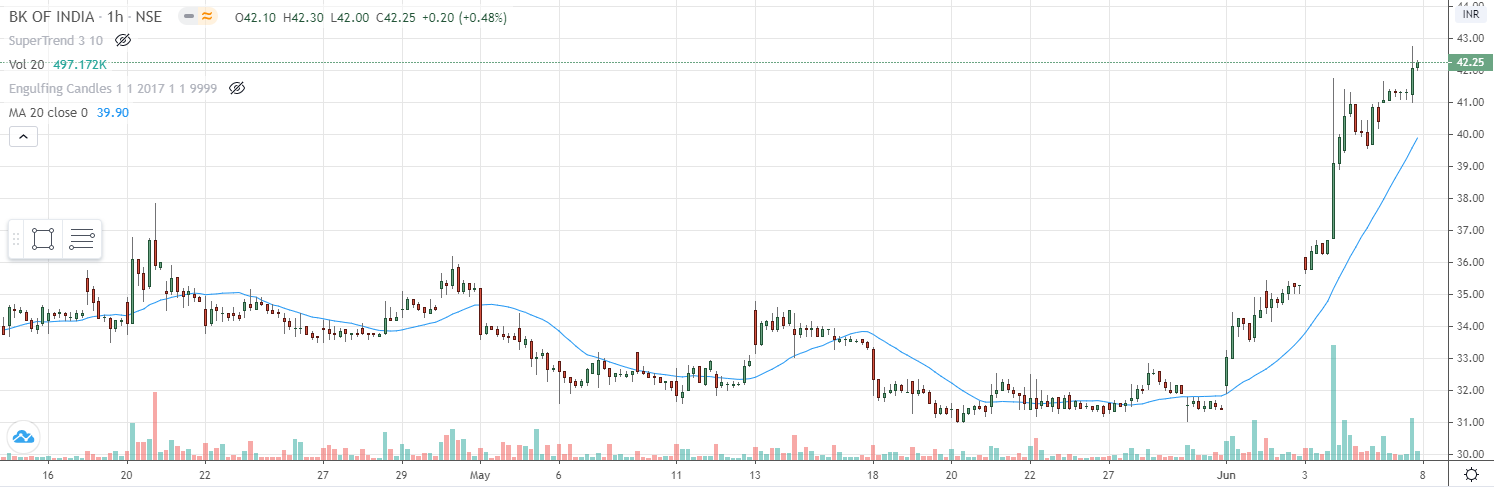 BK OF INDIA · 1h · NSE O42.10 H42.30 L42.00 C42.25 +0.20 (+0.48%)
SuperTrend 3 10
Vol 20 497.172K
Engulfing Candles 1 1 2017 1 1 9999
MA 20 close 0 39.90
44.00
INR
43.00
42.25
42.00
41.00
40.00
39.00
38.00
37.00
36.00
35.00
34.00
33.00
32.00
31.00
30.00
16 20 22 27 29 May 6 11 13 18 20 22 27 Jun 3 8